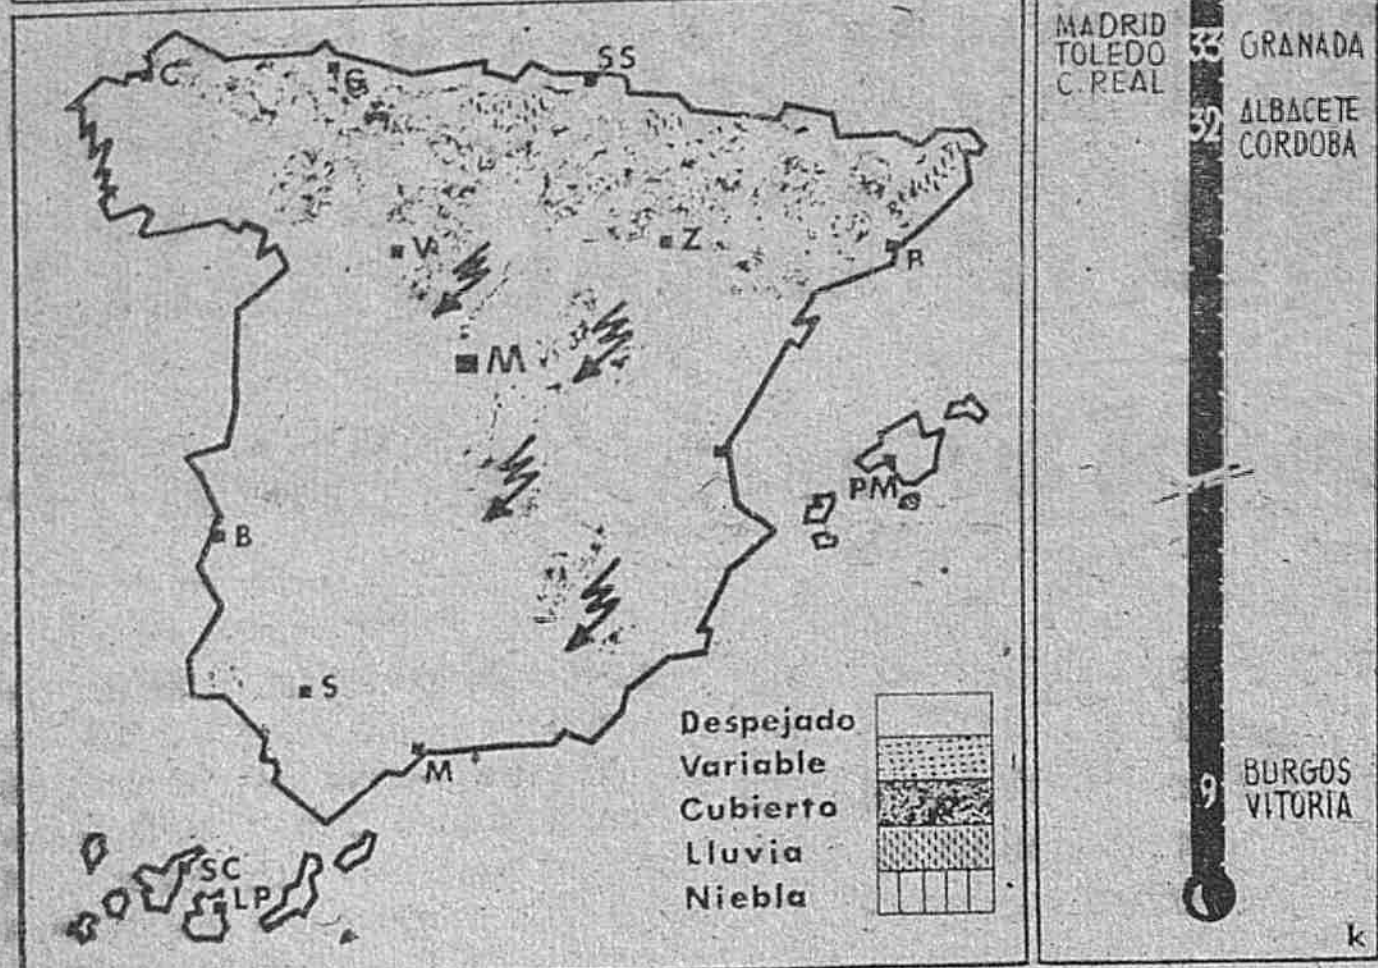 C
G
SS
V
Z
R
M
PM
B
S
M
SC
LP
Despejado
Variable
Cubierto
Lluvia
Niebla
MADRID
TOLEDO
C. REAL
33 GRANADA
32 ALBACETE
CORDOBA
9 BURGOS
VITORIA
k